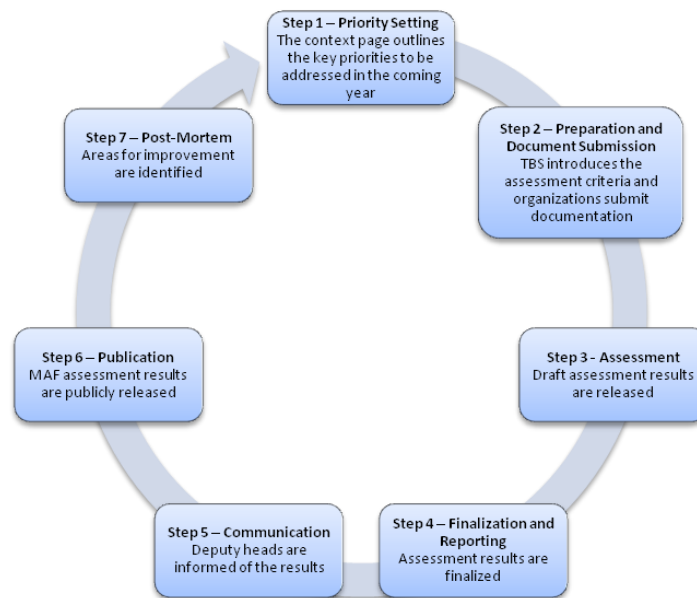 Step 1 – Priority Setting
The context page outlines
the key priorities to be
addressed in the coming
year
Step 2 – Preparation and
Document Submission
TBS introduces the
assessment criteria and
organizations submit
documentation
Step 3 - Assessment
Draft assessment results
are released
Step 4 – Finalization and
Reporting
Assessment results are
finalized
Step 5 – Communication
Deputy heads are
informed of the results
Step 6 – Publication
MAF assessment results
are publicly released
Step 7 – Post-Mortem
Areas for improvement
are identified